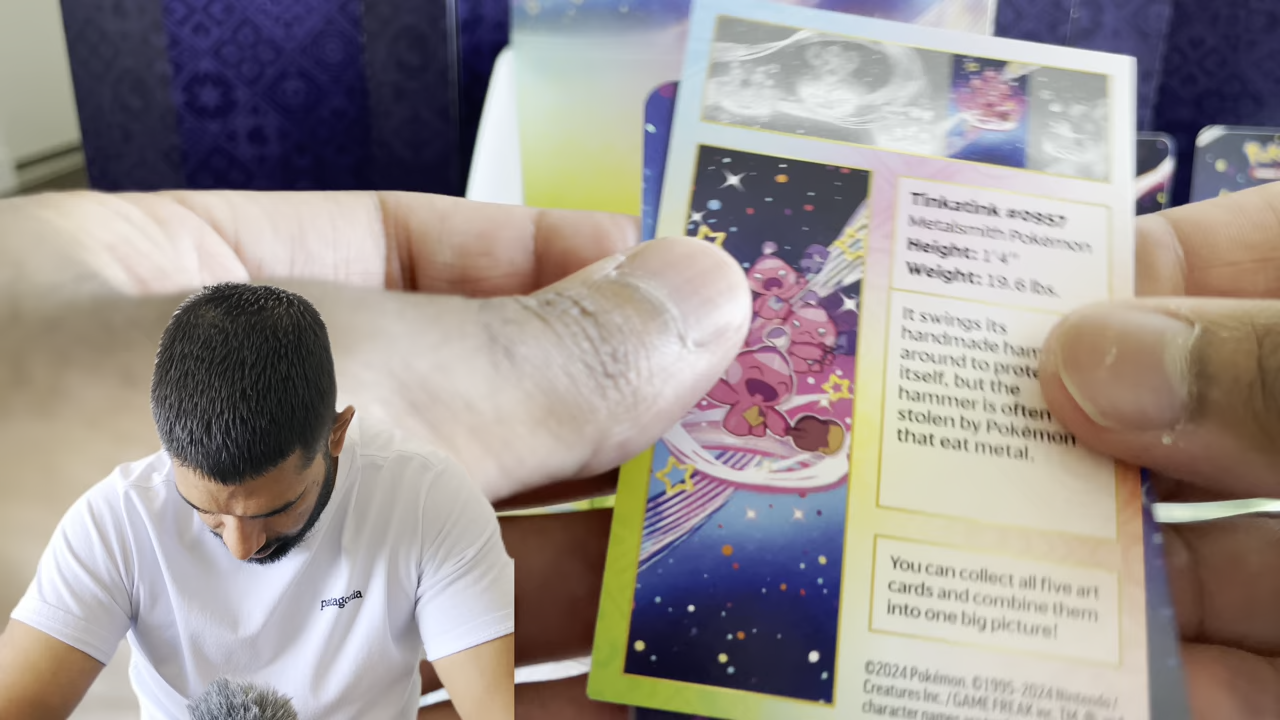 Tinkatink #0957
Metalsmith Pokémon
Height: 1'4"
Weight: 19.6 lbs.
It swings its
handmade
around to
itself, but the
hammer is often
stolen by Pokémon
that eat metal.
You can collect all five art
cards and combine them
into one big picture!
©2024 Pokémon. ©1995–2024 Nintendo /
Creatures Inc. / GAME FREAK inc.
character names
patagonia